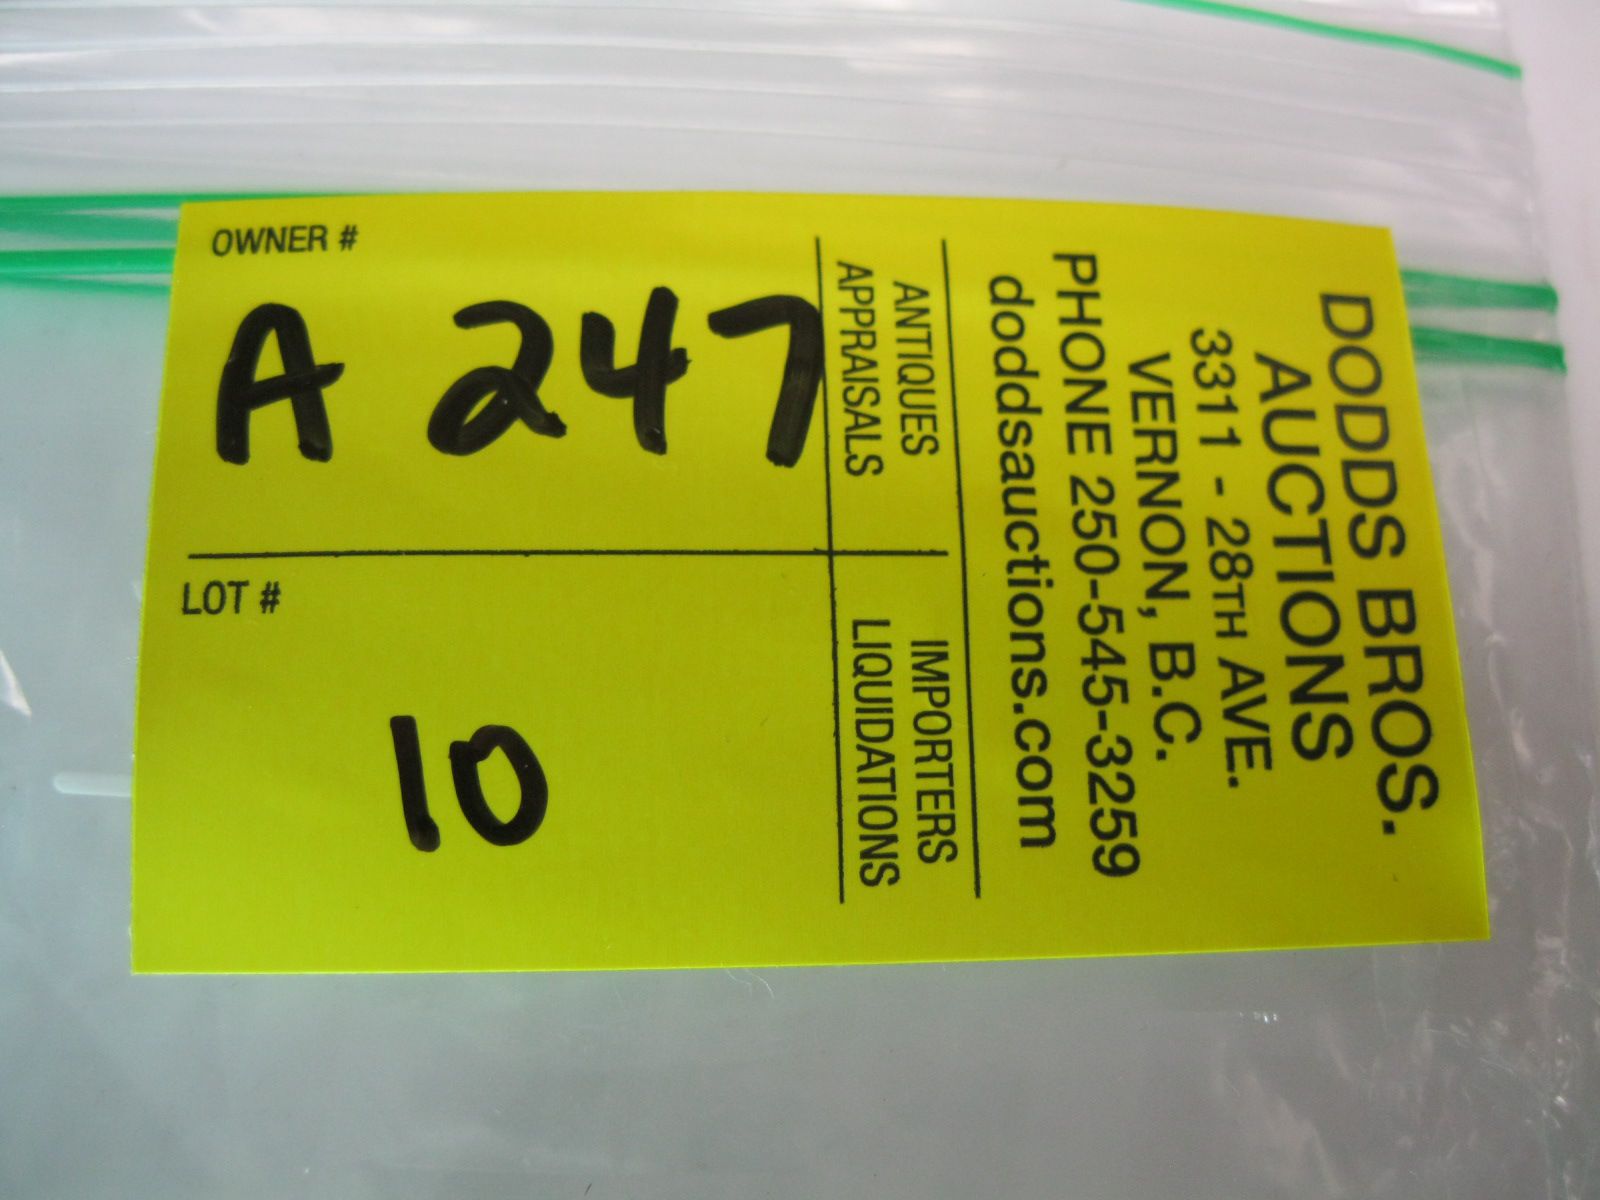 DODDS BROS.
AUCTIONS
3311 - 28TH AVE.
VERNON, B.C.
PHONE 250-545-3259
doddsauctions.com
ANTIQUES IMPORTERS
APPRAISALS LIQUIDATIONS
OWNER #
A 247
LOT #
10